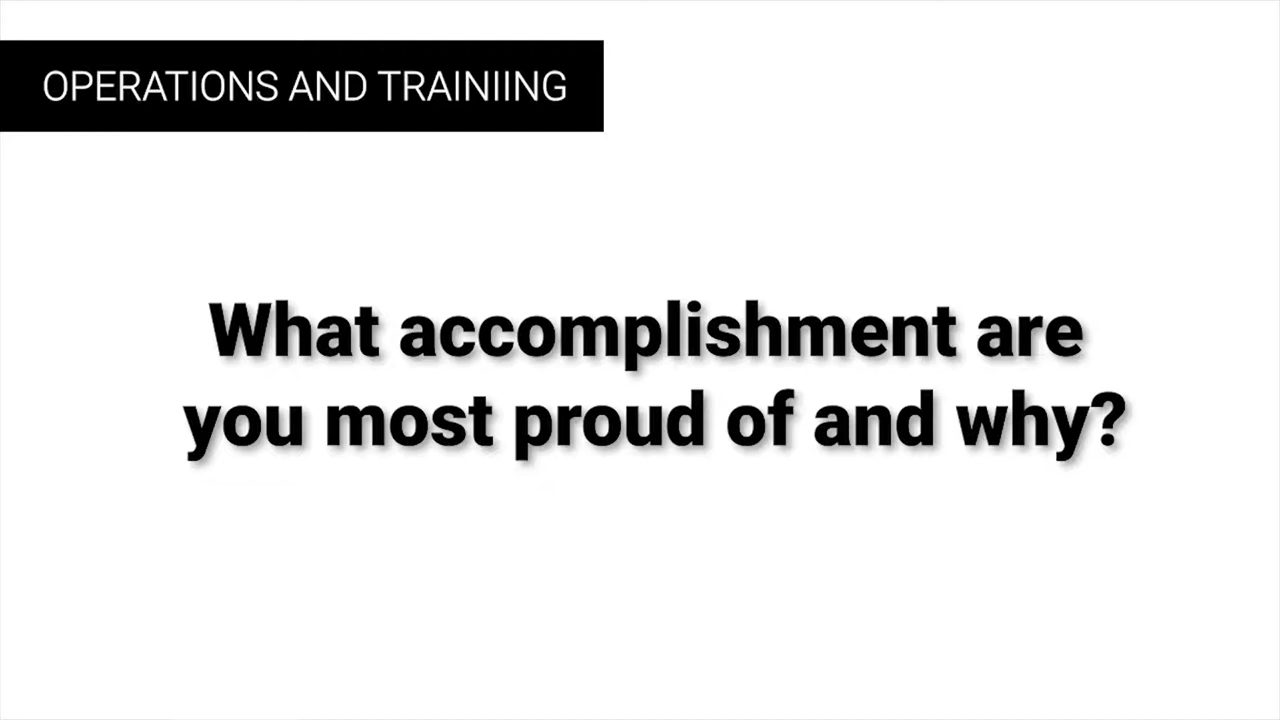 OPERATIONS AND TRAINIING
What accomplishment are
you most proud of and why?